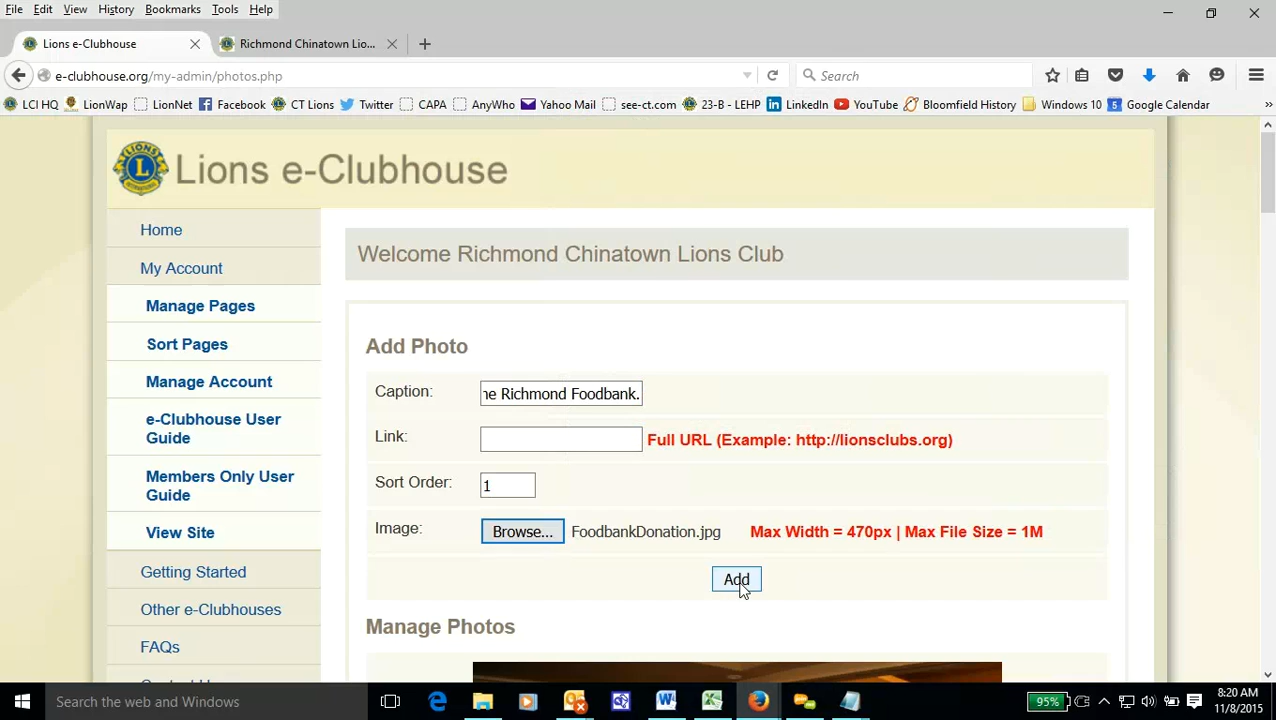 File Edit View History Bookmarks Tools Help
Lions e-Clubhouse
Richmond Chinatown Lio...
e-clubhouse.org/my-admin/photos.php
Search
LCI HQ LionWap LionNet Facebook CT Lions Twitter CAPA AnyWho Yahoo Mail see-ct.com 23-B - LEHP LinkedIn YouTube Bloomfield History Windows 10 5 Google Calendar »
L Lions e-Clubhouse
Home
My Account
Manage Pages
Sort Pages
Manage Account
e-Clubhouse User
Guide
Members Only User
Guide
View Site
Getting Started
Other e-Clubhouses
FAQs
Welcome Richmond Chinatown Lions Club
Add Photo
Caption: ne Richmond Foodbank.
Link: Full URL (Example: http://lionsclubs.org)
Sort Order: 1
Image: Browse... FoodbankDonation.jpg Max Width = 470px | Max File Size = 1M
Add
Manage Photos
Search the web and Windows
95%
8:20 AM
11/8/2015